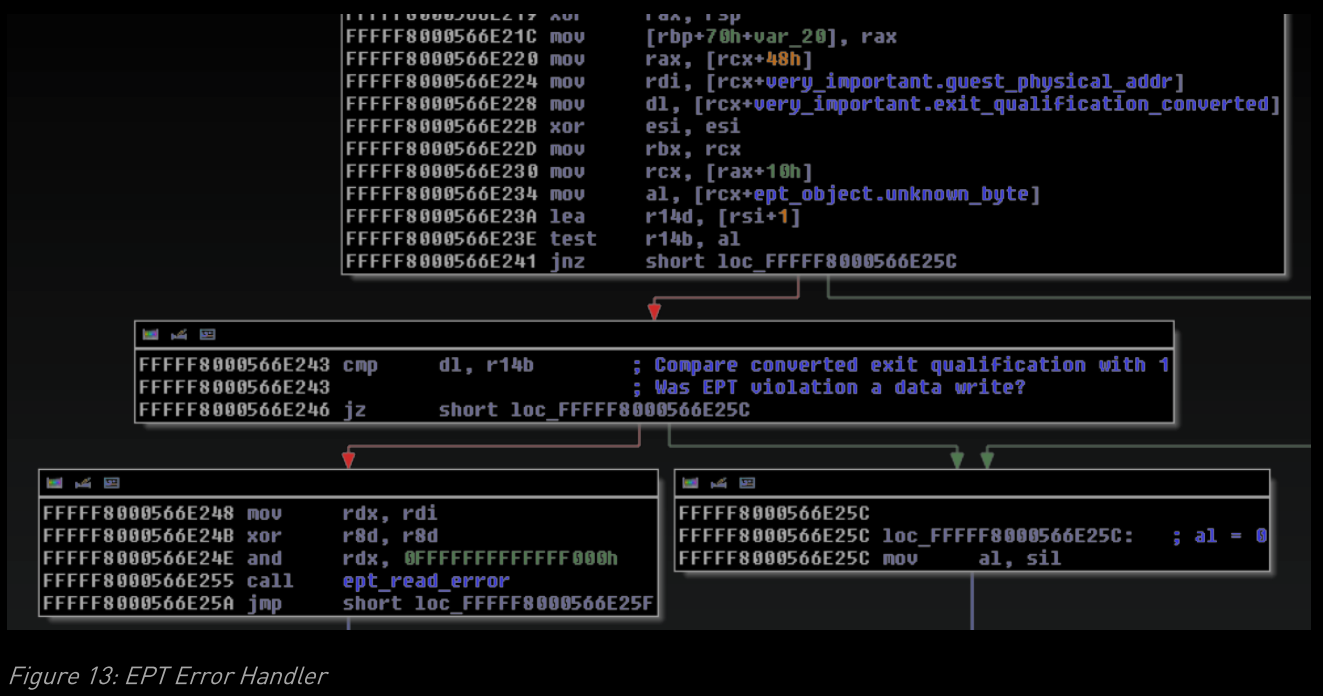 FFFFF8000566E219 xor rax, rsp
FFFFF8000566E21C mov [rbp+70h+var_20], rax
FFFFF8000566E220 mov rax, [rcx+48h]
FFFFF8000566E224 mov rdi, [rcx+very_important.guest_physical_addr]
FFFFF8000566E228 mov dl, [rcx+very_important.exit_qualification_converted]
FFFFF8000566E22B xor esi, esi
FFFFF8000566E22D mov rbx, rcx
FFFFF8000566E230 mov rcx, [rax+10h]
FFFFF8000566E234 mov al, [rcx+ept_object.unknown_byte]
FFFFF8000566E23A lea r14d, [rsi+1]
FFFFF8000566E23E test r14b, al
FFFFF8000566E241 jnz short loc_FFFFF8000566E25C
FFFFF8000566E243 cmp dl, r14b ; Compare converted exit qualification with 1
FFFFF8000566E243 ; Was EPT violation a data write?
FFFFF8000566E246 jz short loc_FFFFF8000566E25C
FFFFF8000566E248 mov rdx, rdi
FFFFF8000566E24B xor r8d, r8d
FFFFF8000566E24E and rdx, 0FFFFFFFFFFFFF000h
FFFFF8000566E255 call ept_read_error
FFFFF8000566E25A jmp short loc_FFFFF8000566E25F
FFFFF8000566E25C
FFFFF8000566E25C loc_FFFFF8000566E25C: ; al = 0
FFFFF8000566E25C mov al, sil
Figure 13: EPT Error Handler